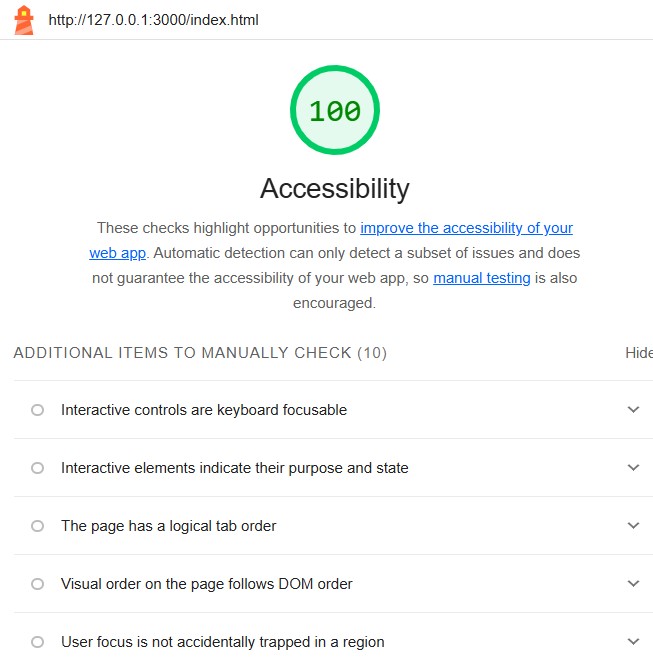 http://127.0.0.1:3000/index.html
100
Accessibility
These checks highlight opportunities to improve the accessibility of your
web app. Automatic detection can only detect a subset of issues and does
not guarantee the accessibility of your web app, so manual testing is also
encouraged.
ADDITIONAL ITEMS TO MANUALLY CHECK (10) Hide
Interactive controls are keyboard focusable
Interactive elements indicate their purpose and state
The page has a logical tab order
Visual order on the page follows DOM order
User focus is not accidentally trapped in a region